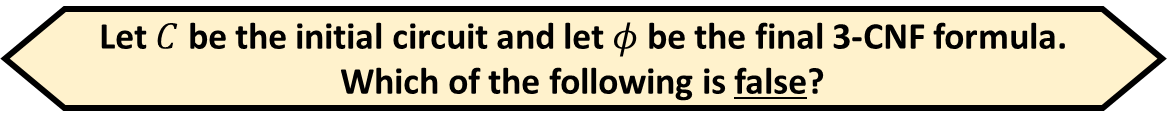 Let 𝐶 be the initial circuit and let 𝜙 be the final 3-CNF formula.
Which of the following is false?